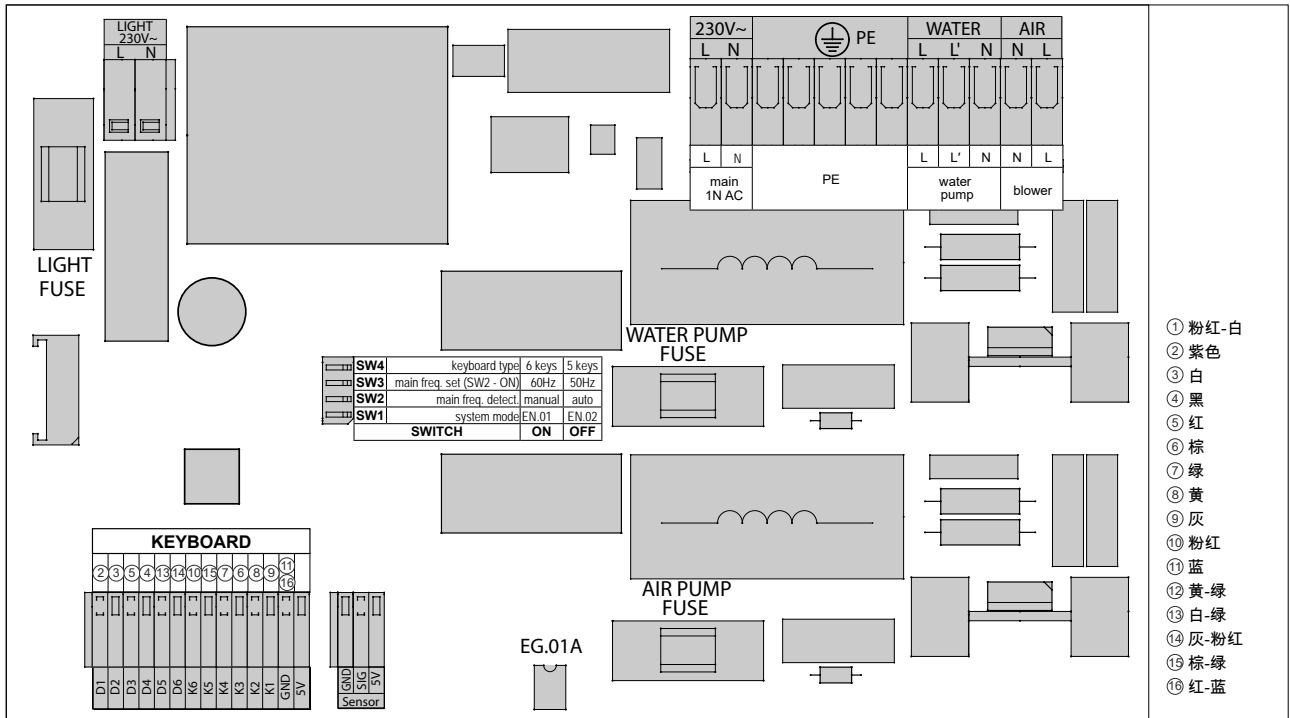 LIGHT
230V~
L N
230V~ PE WATER AIR
L N L L' N N L
L N L L' N N L
main
1N AC
PE
water
pump
blower
LIGHT
FUSE
WATER PUMP
FUSE
SW4 keyboard type 6 keys 5 keys
SW3 main freq. set (SW2 - ON) 60Hz 50Hz
SW2 main freq. detect. manual auto
SW1 system mode EN.01 EN.02
SWITCH ON OFF
KEYBOARD
② ③ ⑤ ④ ⑬ ⑭ ⑩ ⑮ ⑦ ⑥ ⑧ ⑨ ⑪
⑯
D1 D2 D3 D4 D5 D6 K6 K5 K4 K3 K2 K1 GND 5V
GND SIG 5V
Sensor
EG.01A
AIR PUMP
FUSE
① 粉红-白
② 紫色
③ 白
④ 黑
⑤ 红
⑥ 棕
⑦ 绿
⑧ 黄
⑨ 灰
⑩ 粉红
⑪ 蓝
⑫ 黄-绿
⑬ 白-绿
⑭ 灰-粉红
⑮ 棕-绿
⑯ 红-蓝